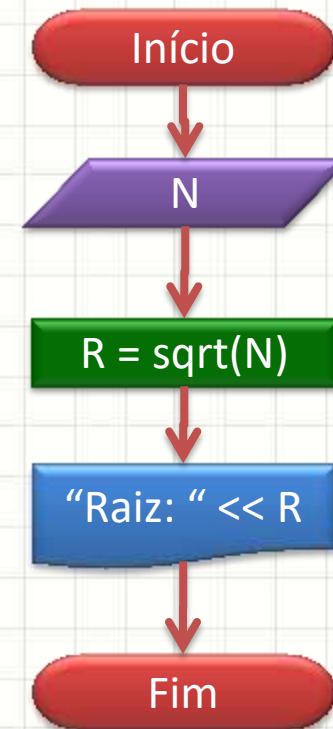 Início
N
R = sqrt(N)
“Raiz: “ << R
Fim